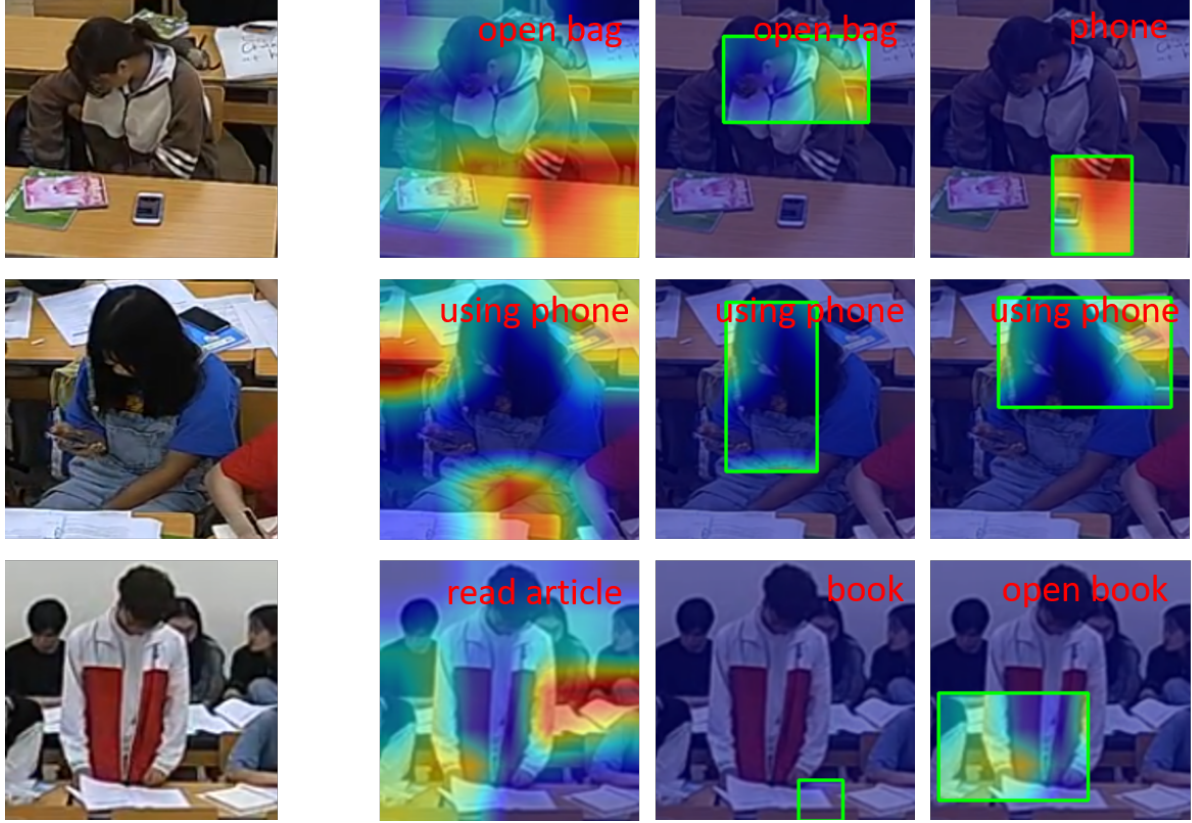 open bag
open bag
phone
using phone
using phone
using phone
read article
book
open book